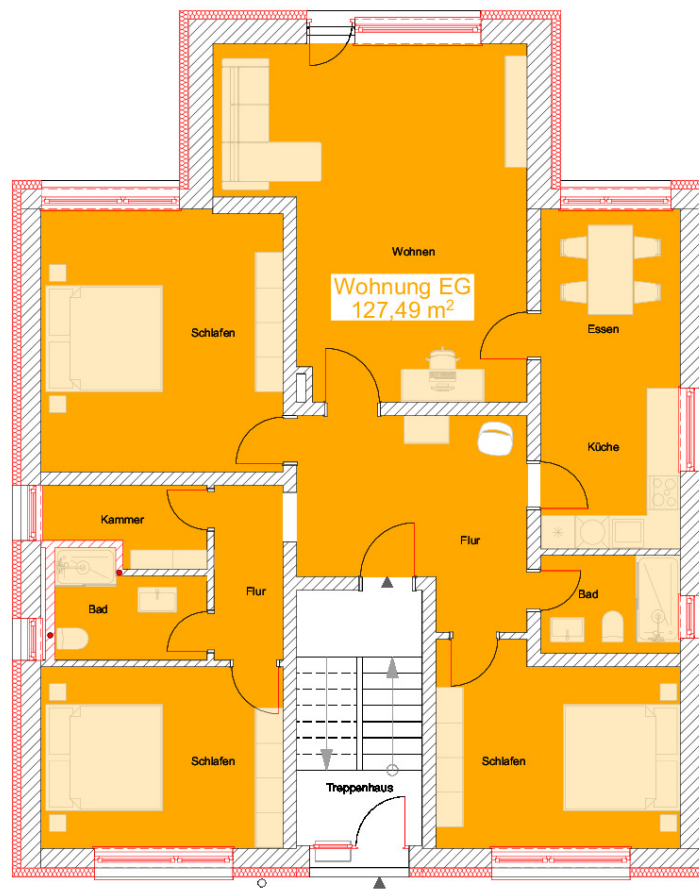 Wohnen
Wohnung EG
127,49 m²
Schlafen
Essen
Küche
Kammer
Flur
Bad
Flur
Bad
Schlafen
Schlafen
Treppenhaus